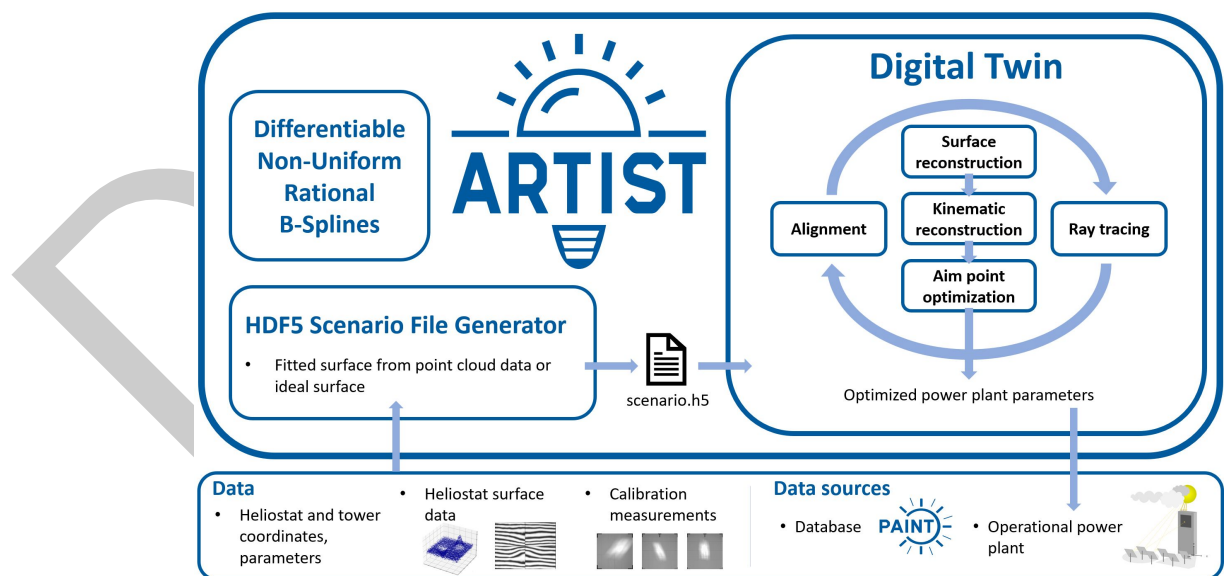 Differentiable
Non-Uniform
Rational
B-Splines
ARTIST
HDF5 Scenario File Generator
• Fitted surface from point cloud data or
ideal surface
scenario.h5
Digital Twin
Surface
reconstruction
Alignment
Kinematic
reconstruction
Ray tracing
Aim point
optimization
Optimized power plant parameters
Data
• Heliostat and tower
coordinates,
parameters
• Heliostat surface
data
• Calibration
measurements
Data sources
• Database
PAINT
• Operational power
plant